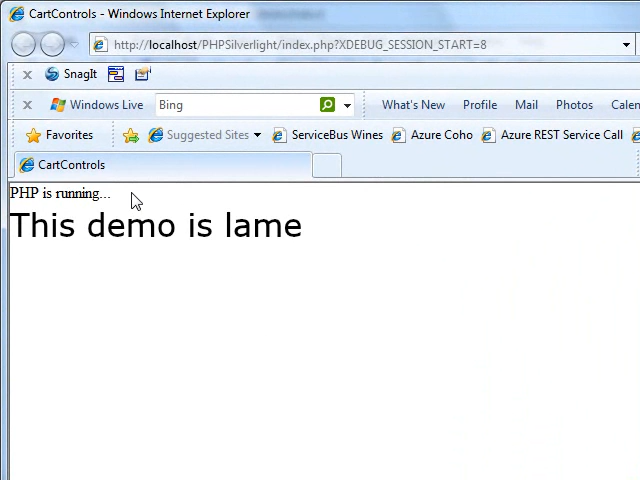 CartControls - Windows Internet Explorer
http://localhost/PHPSilverlight/index.php?XDEBUG_SESSION_START=8
x SnagIt
x Windows Live Bing What's New Profile Mail Photos Calen
Favorites Suggested Sites ServiceBus Wines Azure Coho Azure REST Service Call
CartControls
PHP is running...
This demo is lame